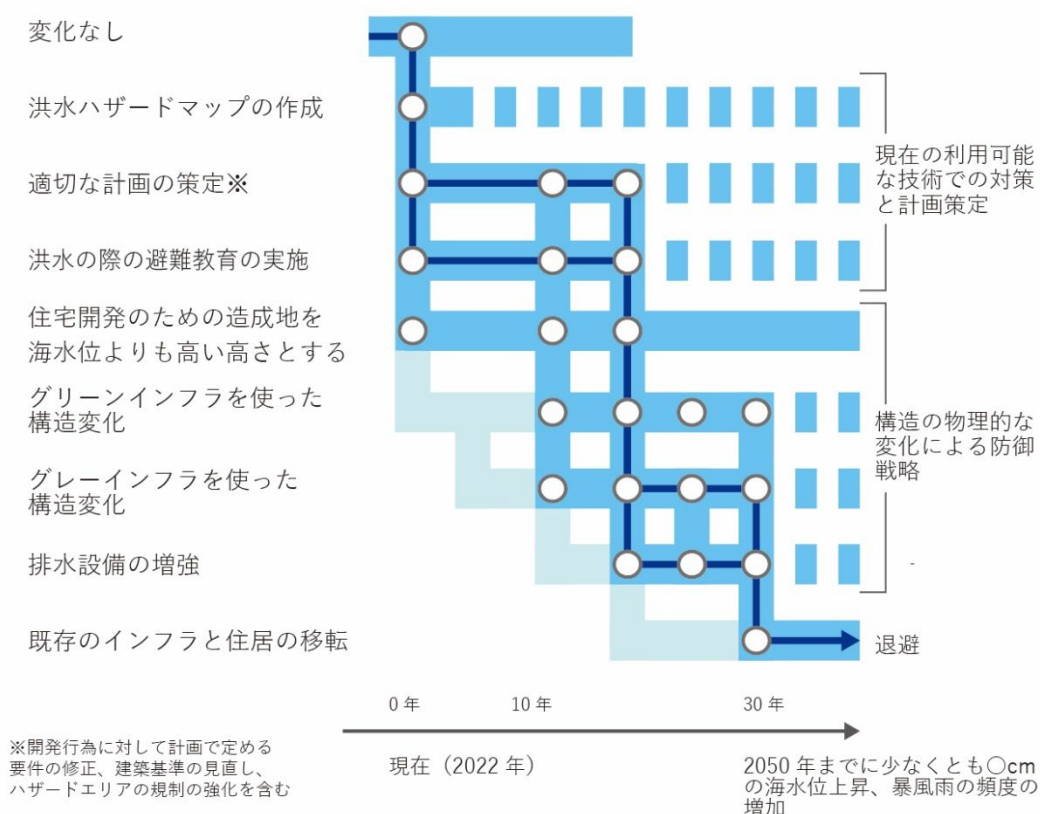 変化なし
洪水ハザードマップの作成
適切な計画の策定※
洪水の際の避難教育の実施
住宅開発のための造成地を
海水位よりも高い高さとする
グリーンインフラを使った
構造変化
グレーインフラを使った
構造変化
排水設備の増強
既存のインフラと住居の移転
現在の利用可能
な技術での対策
と計画策定
構造の物理的な
変化による防御
戦略
-
退避
0 年
10 年
30 年
現在（2022 年）
2050 年までに少なくとも〇cm
の海水位上昇、暴風雨の頻度の
増加
※開発行為に対して計画で定める
要件の修正、建築基準の見直し、
ハザードエリアの規制の強化を含む